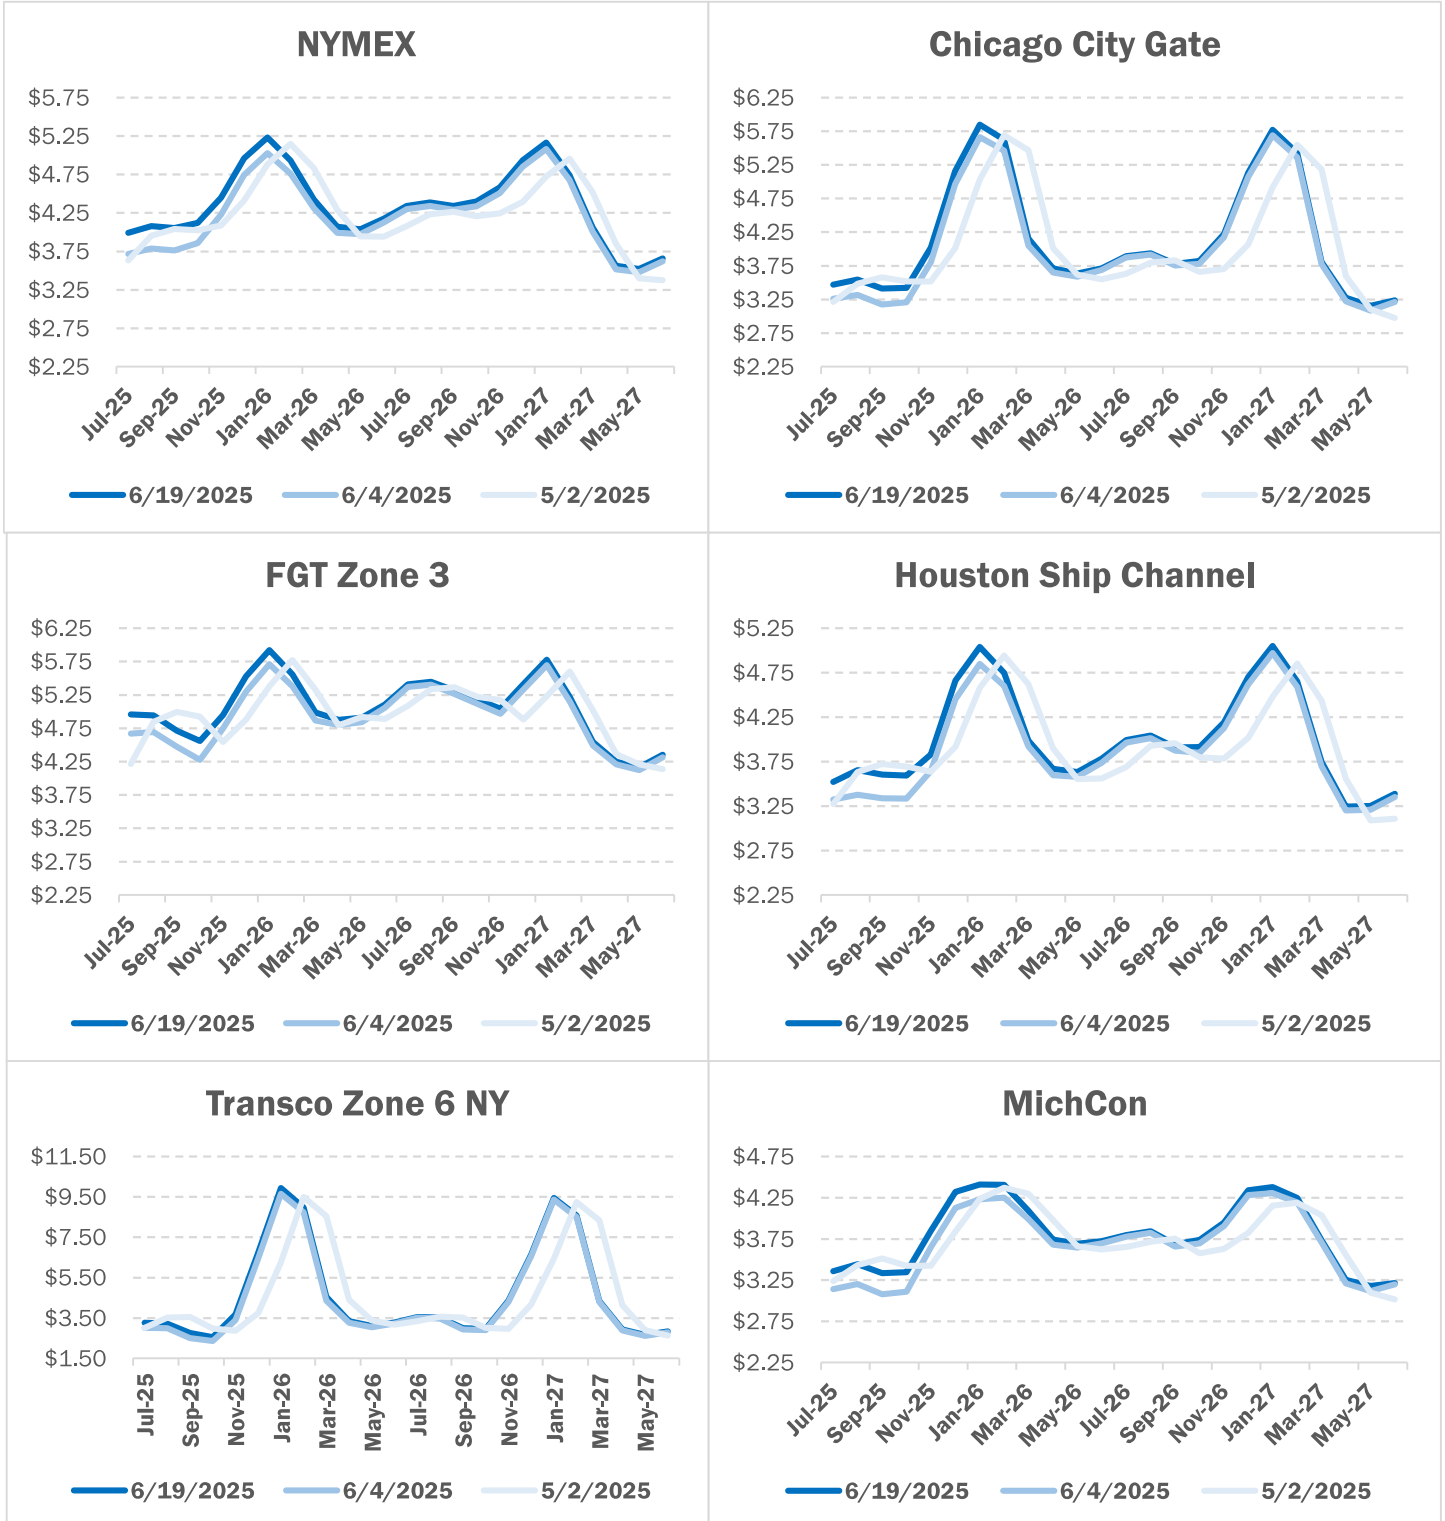 NYMEX
$5.75
$5.25
$4.75
$4.25
$3.75
$3.25
$2.75
$2.25
Jul-25 Sep-25 Nov-25 Jan-26 Mar-26 May-26 Jul-26 Sep-26 Nov-26 Jan-27 Mar-27 May-27
6/19/2025 6/4/2025 5/2/2025
Chicago City Gate
$6.25
$5.75
$5.25
$4.75
$4.25
$3.75
$3.25
$2.75
$2.25
Jul-25 Sep-25 Nov-25 Jan-26 Mar-26 May-26 Jul-26 Sep-26 Nov-26 Jan-27 Mar-27 May-27
6/19/2025 6/4/2025 5/2/2025
FGT Zone 3
$6.25
$5.75
$5.25
$4.75
$4.25
$3.75
$3.25
$2.75
$2.25
Jul-25 Sep-25 Nov-25 Jan-26 Mar-26 May-26 Jul-26 Sep-26 Nov-26 Jan-27 Mar-27 May-27
6/19/2025 6/4/2025 5/2/2025
Houston Ship Channel
$5.25
$4.75
$4.25
$3.75
$3.25
$2.75
$2.25
Jul-25 Sep-25 Nov-25 Jan-26 Mar-26 May-26 Jul-26 Sep-26 Nov-26 Jan-27 Mar-27 May-27
6/19/2025 6/4/2025 5/2/2025
Transco Zone 6 NY
$11.50
$9.50
$7.50
$5.50
$3.50
$1.50
Jul-25 Sep-25 Nov-25 Jan-26 Mar-26 May-26 Jul-26 Sep-26 Nov-26 Jan-27 Mar-27 May-27
6/19/2025 6/4/2025 5/2/2025
MichCon
$4.75
$4.25
$3.75
$3.25
$2.75
$2.25
Jul-25 Sep-25 Nov-25 Jan-26 Mar-26 May-26 Jul-26 Sep-26 Nov-26 Jan-27 Mar-27 May-27
6/19/2025 6/4/2025 5/2/2025